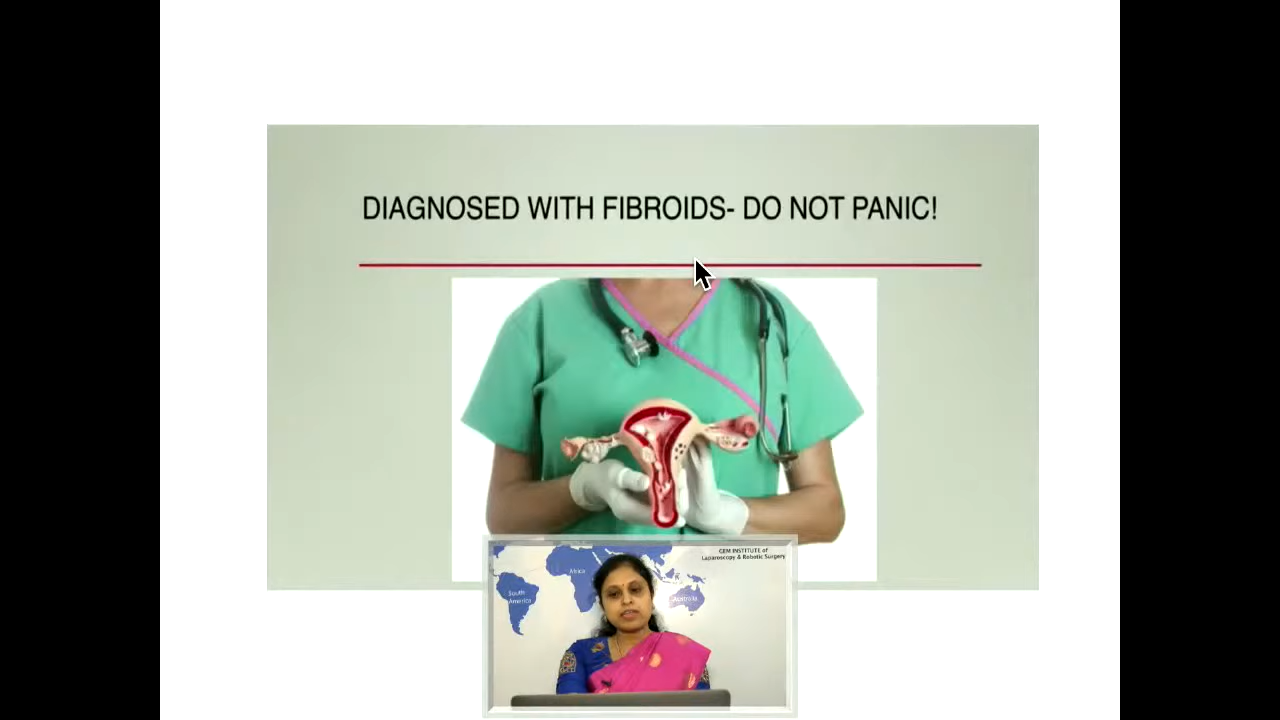 DIAGNOSED WITH FIBROIDS- DO NOT PANIC!
GEM INSTITUTE of
Laparoscopy & Robotic Surgery
Africa
South
America
Australia